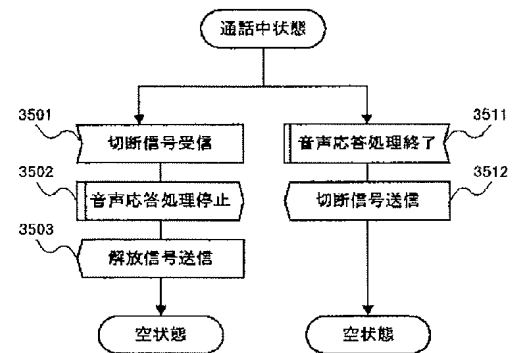 通話中状態
3501
切断信号受信
3502
音声応答処理停止
3503
解放信号送信
空状態
3511
音声応答処理終了
3512
切断信号送信
空状態